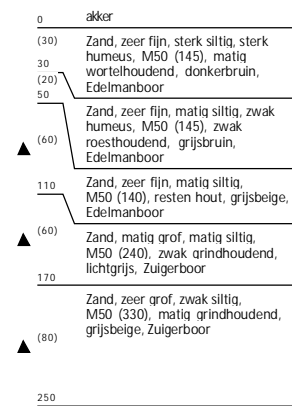 0 akker
(30) Zand, zeer fijn, sterk siltig, sterk
humeus, M50 (145), matig
30 wortelhoudend, donkerbruin,
(20) Edelmanboor
50
Zand, zeer fijn, matig siltig, zwak
humeus, M50 (145), zwak
(60) roesthoudend, grijsbruin,
Edelmanboor
110 Zand, zeer fijn, matig siltig,
M50 (140), resten hout, grijsbeige,
Edelmanboor
(60) Zand, matig grof, matig siltig,
M50 (240), zwak grindhoudend,
lichtgrijs, Zuigerboor
170
Zand, zeer grof, zwak siltig,
M50 (330), matig grindhoudend,
grijsbeige, Zuigerboor
(80)
250